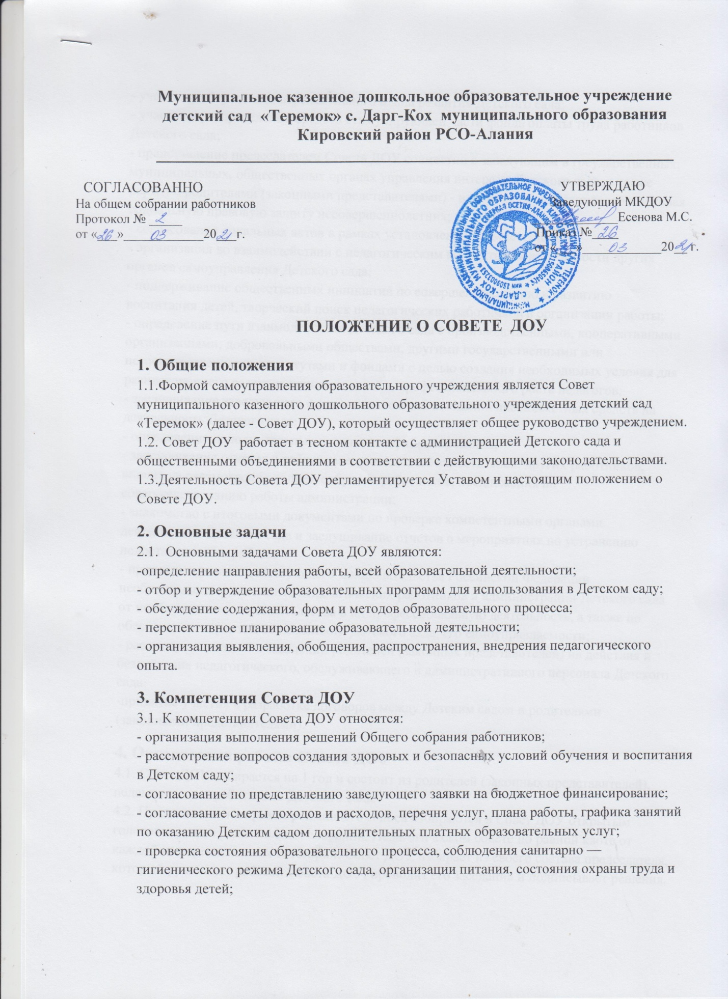 Муниципальное казенное дошкольное образовательное учреждение
детский сад «Теремок» с. Дарг-Кох муниципального образования
Кировский район РСО-Алания
СОГЛАСОВАННО
На общем собрании работников
Протокол № 2
от «26»____03____2021г.
УТВЕРЖДАЮ
Заведующий МКДОУ
____________Есенова М.С.
Приказ № 26
от « »____03____2021г.
ПОЛОЖЕНИЕ О СОВЕТЕ ДОУ
1. Общие положения
1.1.Формой самоуправления образовательного учреждения является Совет
муниципального казенного дошкольного образовательного учреждения детский сад
«Теремок» (далее - Совет ДОУ), который осуществляет общее руководство учреждением.
1.2. Совет ДОУ работает в тесном контакте с администрацией Детского сада и
общественными объединениями в соответствии с действующими законодательствами.
1.3.Деятельность Совета ДОУ регламентируется Уставом и настоящим положением о
Совете ДОУ.
2. Основные задачи
2.1. Основными задачами Совета ДОУ являются:
-определение направления работы, всей образовательной деятельности;
- отбор и утверждение образовательных программ для использования в Детском саду;
- обсуждение содержания, форм и методов образовательного процесса;
- перспективное планирование образовательной деятельности;
- организация выявления, обобщения, распространения, внедрения педагогического
опыта.
3. Компетенция Совета ДОУ
3.1. К компетенции Совета ДОУ относятся:
- организация выполнения решений Общего собрания работников;
- рассмотрение вопросов создания здоровых и безопасных условий обучения и воспитания
в Детском саду;
- согласование по представлению заведующего заявки на бюджетное финансирование;
- согласование сметы доходов и расходов, перечня услуг, плана работы, графика занятий
по оказанию Детским садом дополнительных платных образовательных услуг;
- проверка состояния образовательного процесса, соблюдения санитарно —
гигиенического режима Детского сада, организации питания, состояния охраны труда и
здоровья детей;